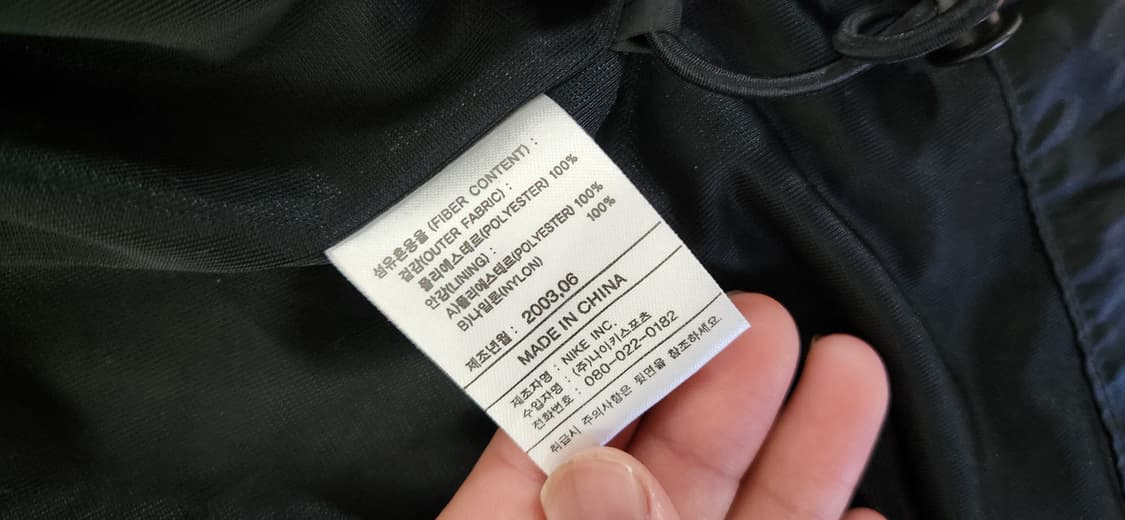 섬유혼용율 (FIBER CONTENT) :
겉감(OUTER FABRIC) :
폴리에스테르(POLYESTER) 100%
안감(LINING) :
A)폴리에스테르(POLYESTER) 100%
B)나일론(NYLON) 100%
제조년월 : 2003.06
MADE IN CHINA
제조자명 : NIKE INC.
수입자명 : (주)나이키스포츠
전화번호 : 080-022-0182
취급시 주의사항은 뒷면을 참조하세요.